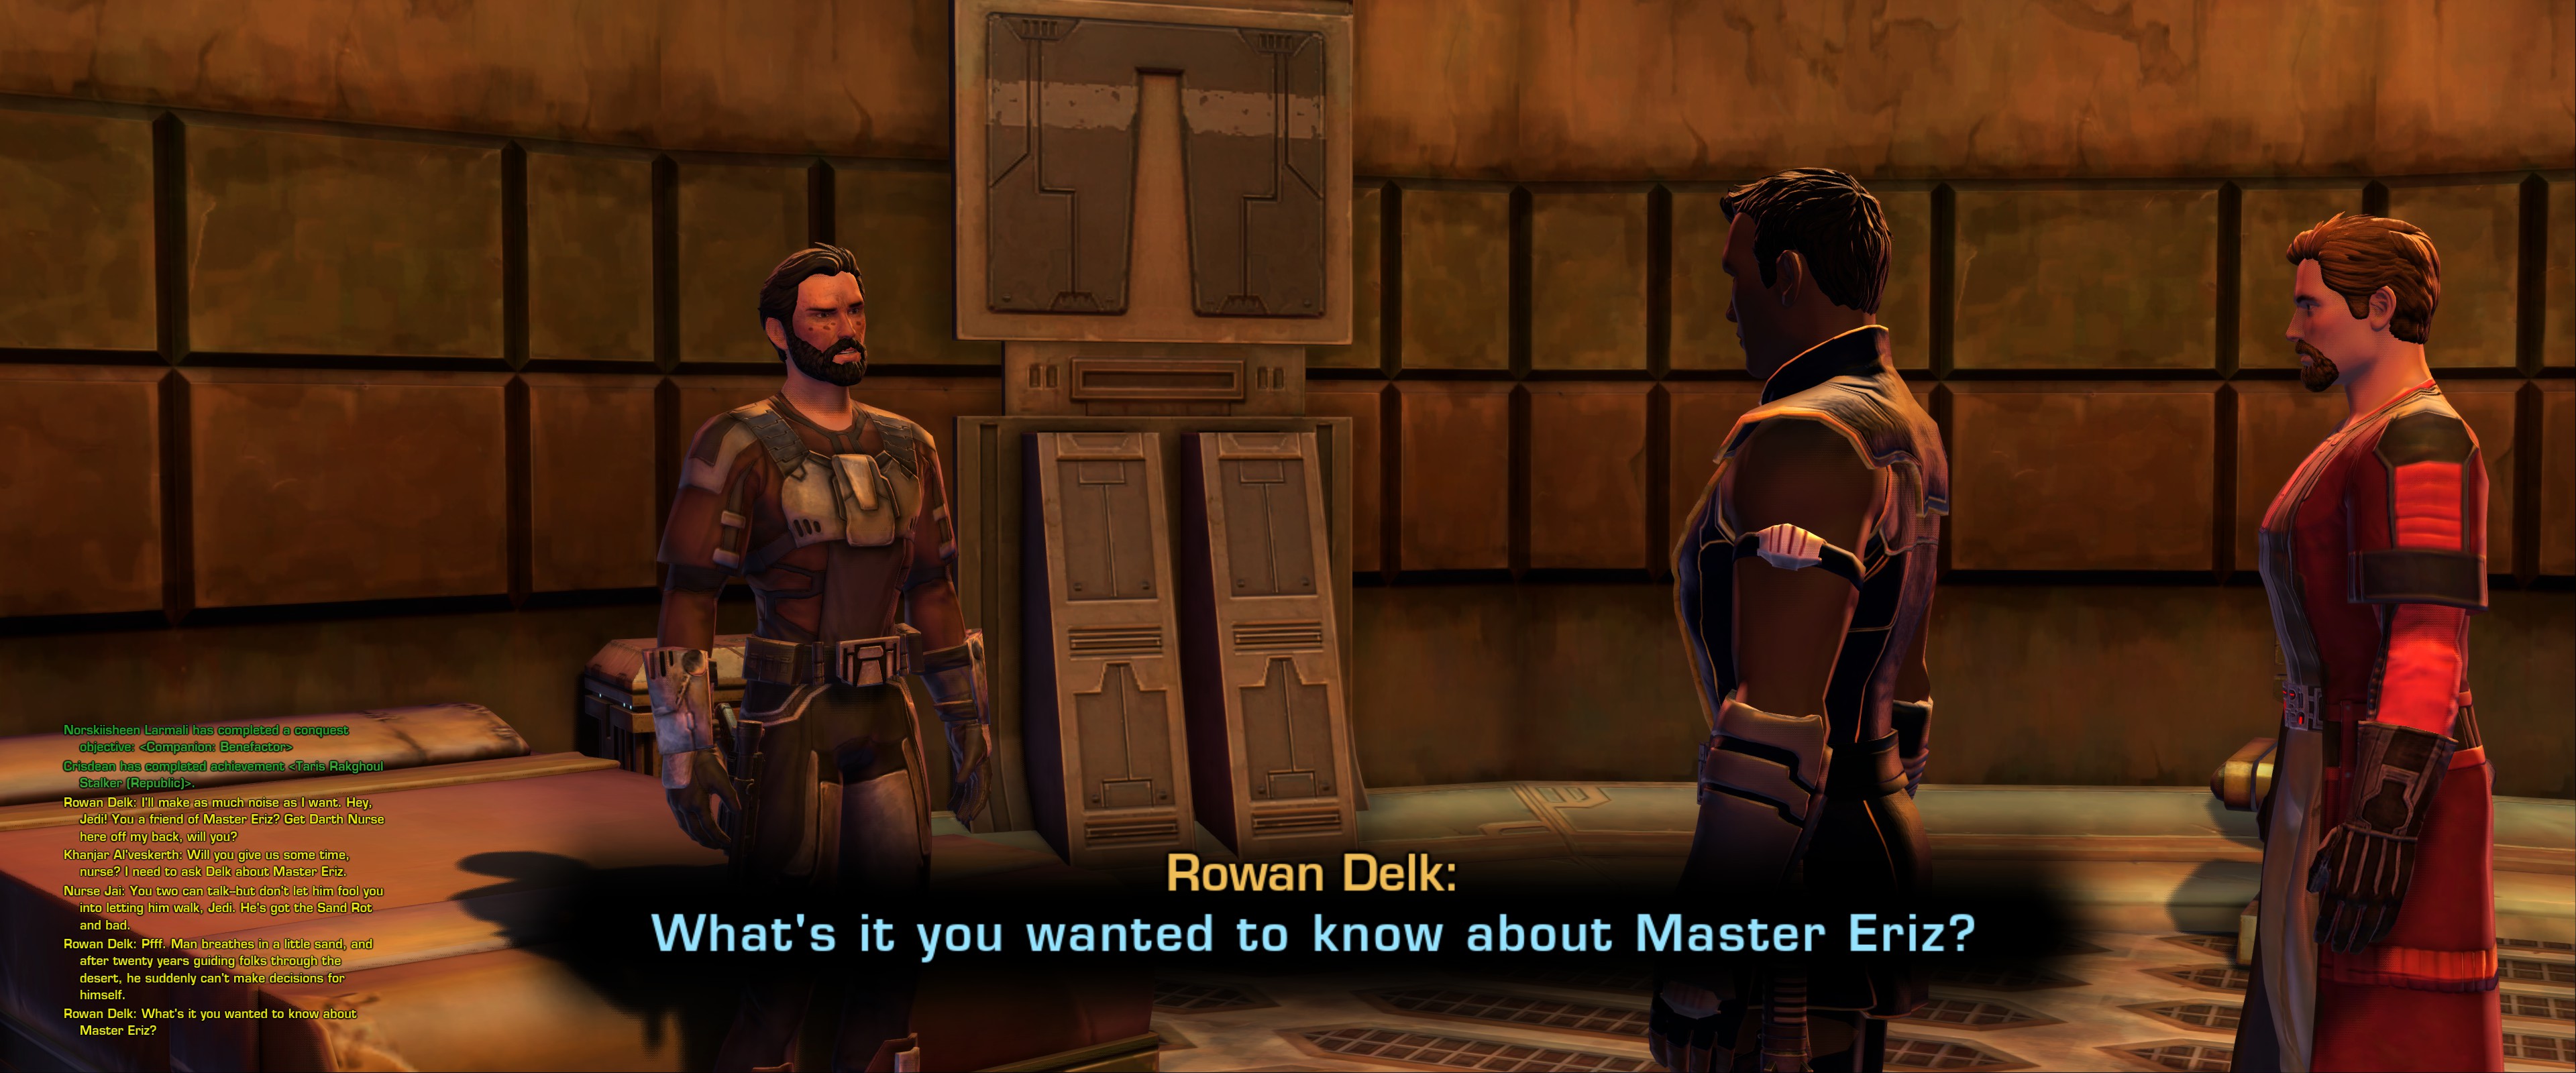 Norskiisheen Larmali has completed a conquest
objective: <Companion: Benefactor>
Crisdean has completed achievement <Taris Rakghoul
Stalker (Republic)>.
Rowan Delk: I'll make as much noise as I want. Hey,
Jedi! You a friend of Master Eriz? Get Darth Nurse
here off my back, will you?
Khanjar Al'veskerth: Will you give us some time,
nurse? I need to ask Delk about Master Eriz.
Nurse Jai: You two can talk–but don't let him fool you
into letting him walk, Jedi. He's got the Sand Rot
and bad.
Rowan Delk: Pfff. Man breathes in a little sand, and
after twenty years guiding folks through the
desert, he suddenly can't make decisions for
himself.
Rowan Delk: What's it you wanted to know about
Master Eriz?
Rowan Delk:
What's it you wanted to know about Master Eriz?